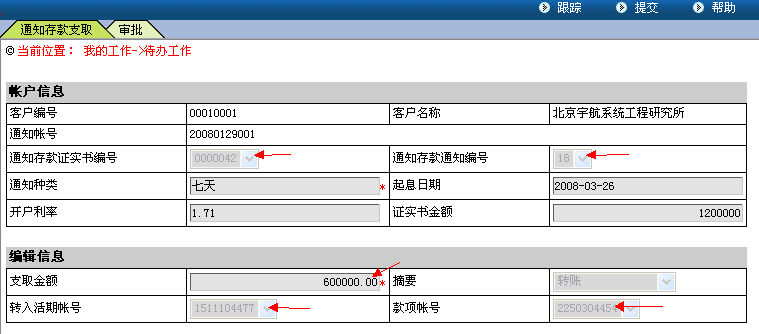 跟踪 提交 帮助
通知存款支取 审批
当前位置： 我的工作->待办工作
帐户信息
客户编号 00010001 客户名称 北京宇航系统工程研究所
通知帐号 20080129001
通知存款证实书编号 0000042 通知存款通知编号 18
通知种类 七天 * 起息日期 2008-03-26
开户利率 1.71 证实书金额 1200000
编辑信息
支取金额 600000.00 * 摘要 转账
转入活期帐号 1511104477 款项帐号 2250304454